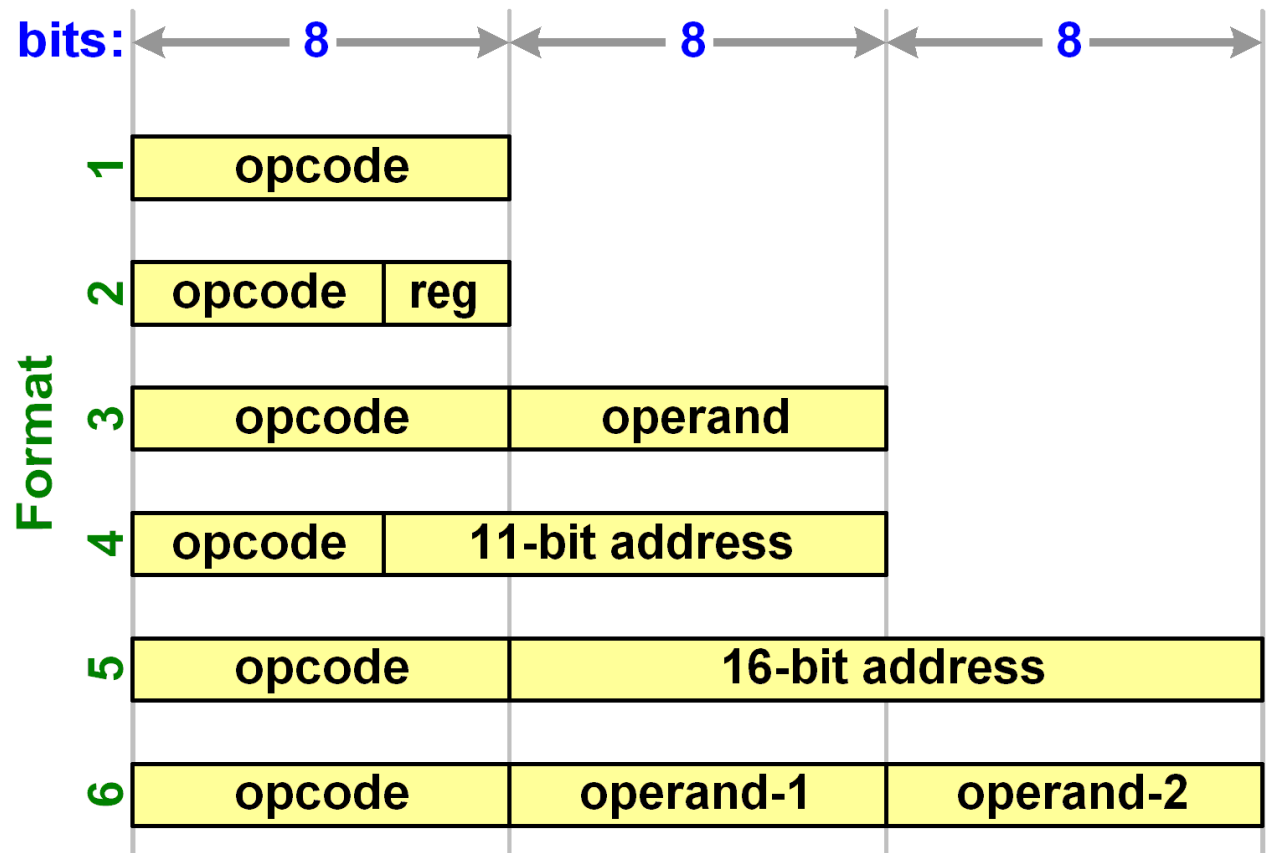 bits: 8 8 8
Format
1 opcode
2 opcode reg
3 opcode operand
4 opcode 11-bit address
5 opcode 16-bit address
6 opcode operand-1 operand-2